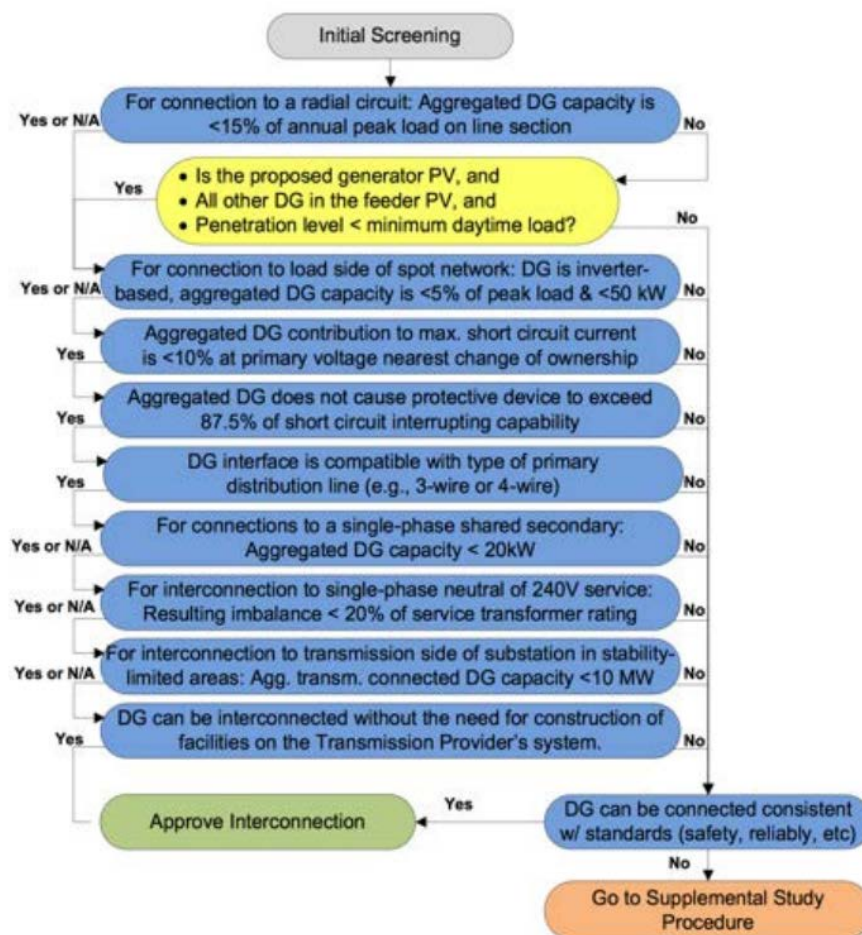 Initial Screening
For connection to a radial circuit: Aggregated DG capacity is
<15% of annual peak load on line section
Yes or N/A
No
• Is the proposed generator PV, and
• All other DG in the feeder PV, and
• Penetration level < minimum daytime load?
Yes
No
For connection to load side of spot network: DG is inverter-
based, aggregated DG capacity is <5% of peak load & <50 kW
Yes or N/A
No
Aggregated DG contribution to max. short circuit current
is <10% at primary voltage nearest change of ownership
Yes
No
Aggregated DG does not cause protective device to exceed
87.5% of short circuit interrupting capability
Yes
No
DG interface is compatible with type of primary
distribution line (e.g., 3-wire or 4-wire)
Yes
No
For connections to a single-phase shared secondary:
Aggregated DG capacity < 20kW
Yes or N/A
No
For interconnection to single-phase neutral of 240V service:
Resulting imbalance < 20% of service transformer rating
Yes or N/A
No
For interconnection to transmission side of substation in stability-
limited areas: Agg. transm. connected DG capacity <10 MW
Yes or N/A
No
DG can be interconnected without the need for construction of
facilities on the Transmission Provider's system.
Yes
No
Approve Interconnection
Yes
DG can be connected consistent
w/ standards (safety, reliably, etc)
No
Go to Supplemental Study
Procedure